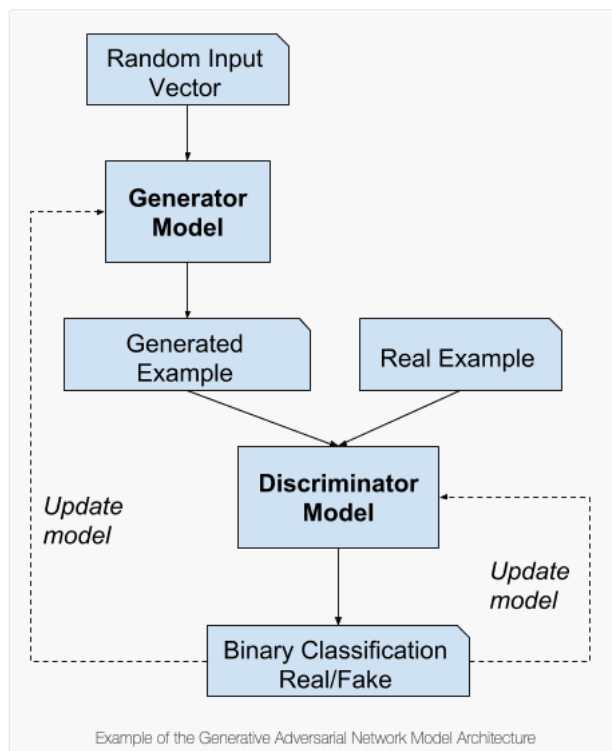 Random Input
Vector
Generator
Model
Generated
Example
Real Example
Discriminator
Model
Update
model
Update
model
Binary Classification
Real/Fake
Example of the Generative Adversarial Network Model Architecture